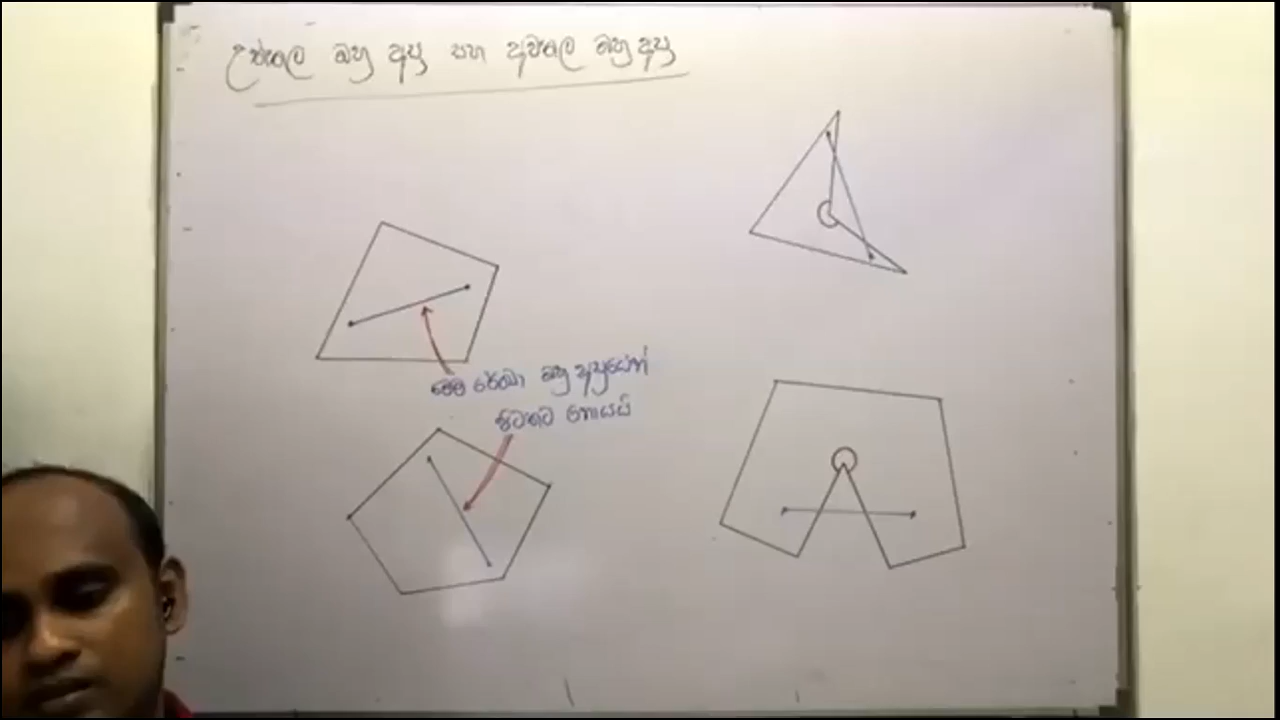 උත්තල බහු අස්‍ර සහ අවතල බහු අස්‍ර
මෙම රේඛා බහු අස්‍රයෙන්
පිටතට නොයයි